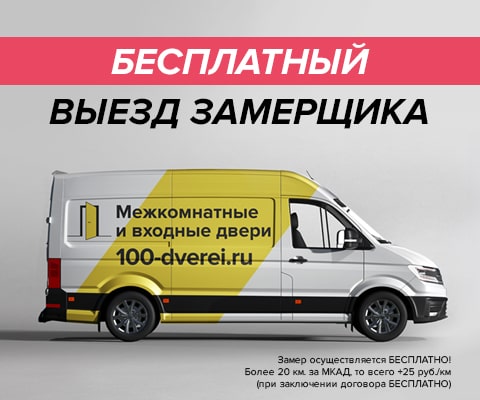 БЕСПЛАТНЫЙ
ВЫЕЗД ЗАМЕРЩИКА
Межкомнатные
и входные двери
100-dverei.ru
Замер осуществляется БЕСПЛАТНО!
Более 20 км. за МКАД, то всего +25 руб./км
(при заключении договора БЕСПЛАТНО)